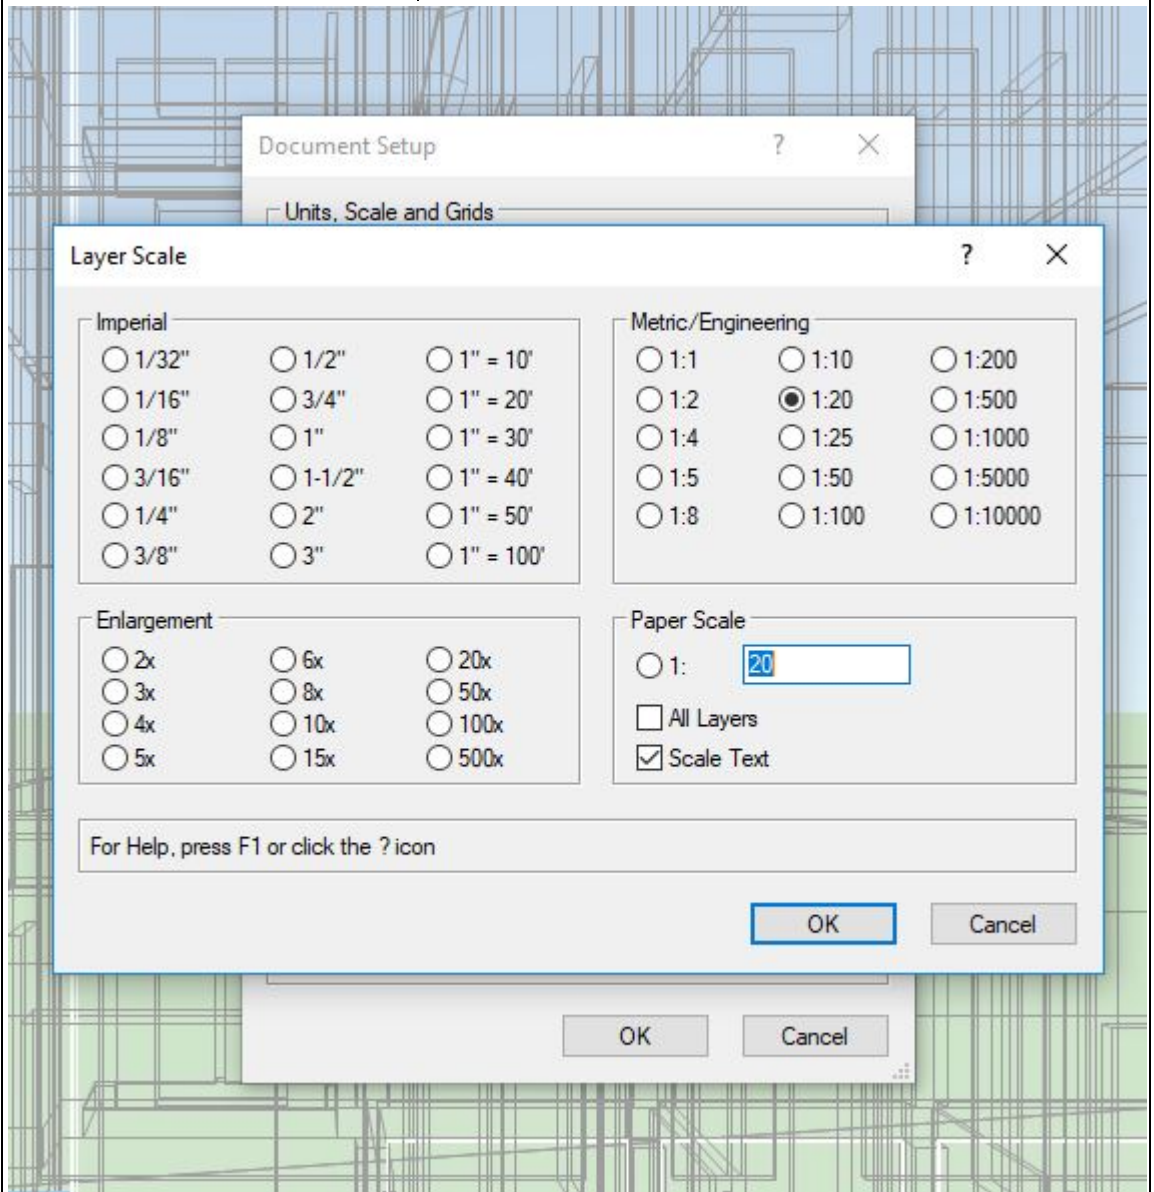 Document Setup ?
Units, Scale and Grids
Layer Scale ?
Imperial
1/32" 1/2" 1" = 10'
1/16" 3/4" 1" = 20'
1/8" 1" 1" = 30'
3/16" 1-1/2" 1" = 40'
1/4" 2" 1" = 50'
3/8" 3" 1" = 100'
Metric/Engineering
1:1 1:10 1:200
1:2 1:20 1:500
1:4 1:25 1:1000
1:5 1:50 1:5000
1:8 1:100 1:10000
Enlargement
2x 6x 20x
3x 8x 50x
4x 10x 100x
5x 15x 500x
Paper Scale
1: 20
All Layers
Scale Text
For Help, press F1 or click the ? icon
OK Cancel
OK Cancel